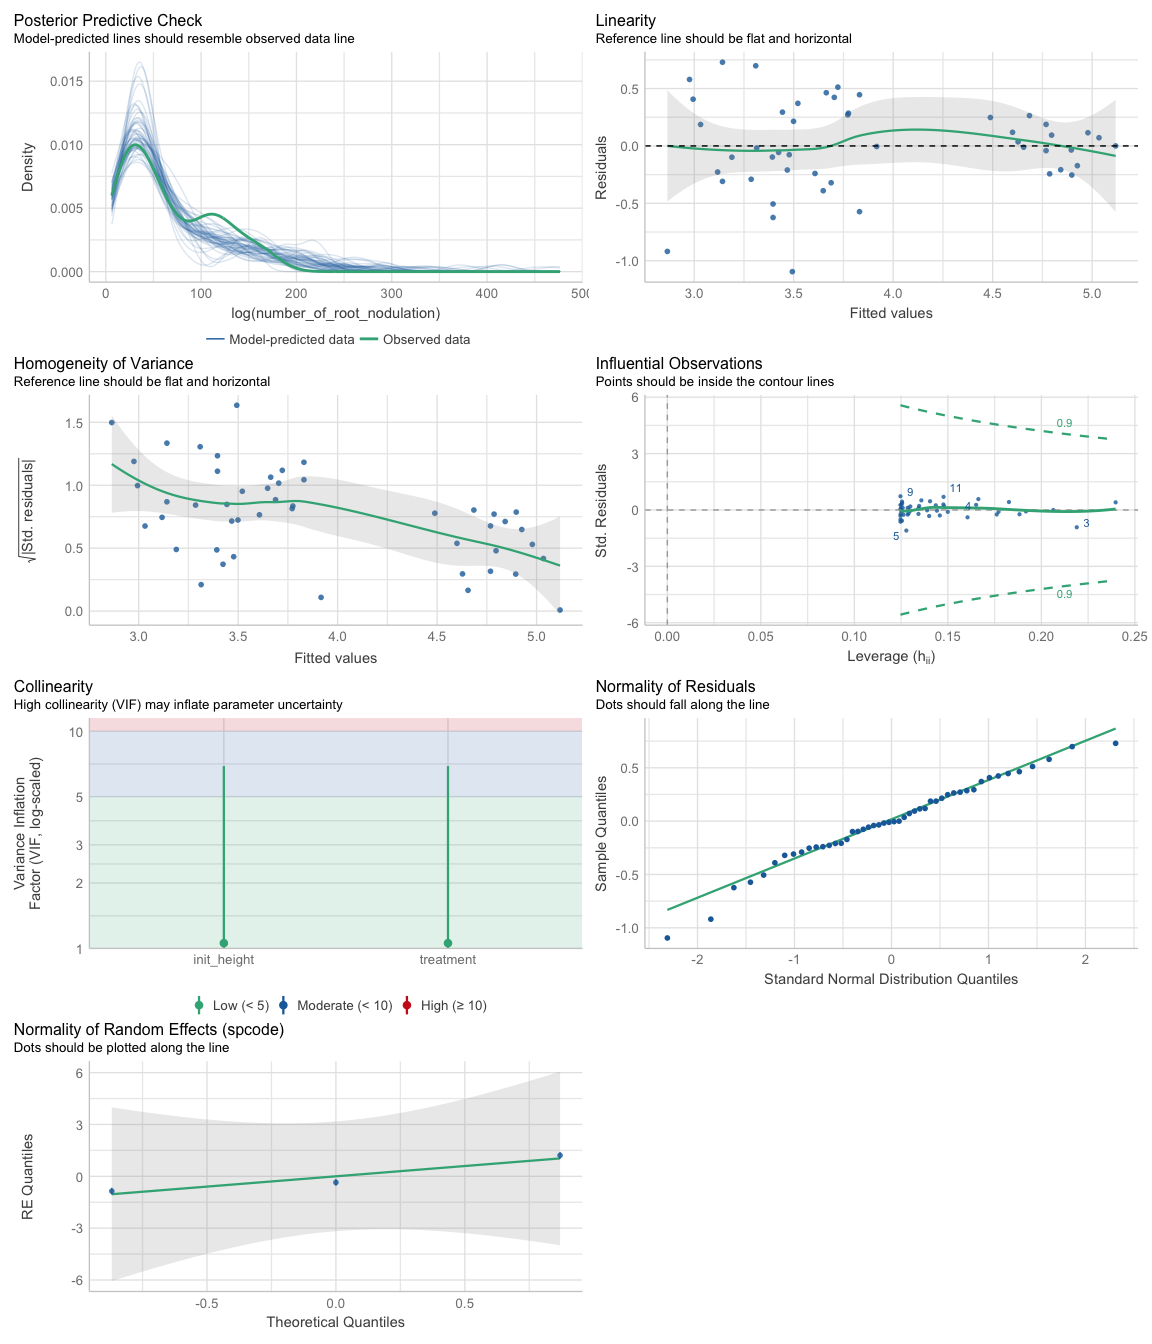 Posterior Predictive Check
Model-predicted lines should resemble observed data line
Density
0.015
0.010
0.005
0.000
0
100
200
300
400
500
log(number_of_root_nodulation)
Model-predicted data
Observed data
Linearity
Reference line should be flat and horizontal
Residuals
0.5
0.0
-0.5
-1.0
3.0
3.5
4.0
4.5
5.0
Fitted values
Homogeneity of Variance
Reference line should be flat and horizontal
√|Std. residuals|
1.5
1.0
0.5
0.0
3.0
3.5
4.0
4.5
5.0
Fitted values
Influential Observations
Points should be inside the contour lines
Std. Residuals
6
3
0
-3
-6
0.9
9
11
4
3
5
0.9
0.00
0.05
0.10
0.15
0.20
0.25
Leverage (hii)
Collinearity
High collinearity (VIF) may inflate parameter uncertainty
Variance Inflation
Factor (VIF, log-scaled)
10
5
3
2
1
init_height
treatment
Low (< 5)
Moderate (< 10)
High (≥ 10)
Normality of Residuals
Dots should fall along the line
Sample Quantiles
0.5
0.0
-0.5
-1.0
-2
-1
0
1
2
Standard Normal Distribution Quantiles
Normality of Random Effects (spcode)
Dots should be plotted along the line
RE Quantiles
6
3
0
-3
-6
-0.5
0.0
0.5
Theoretical Quantiles